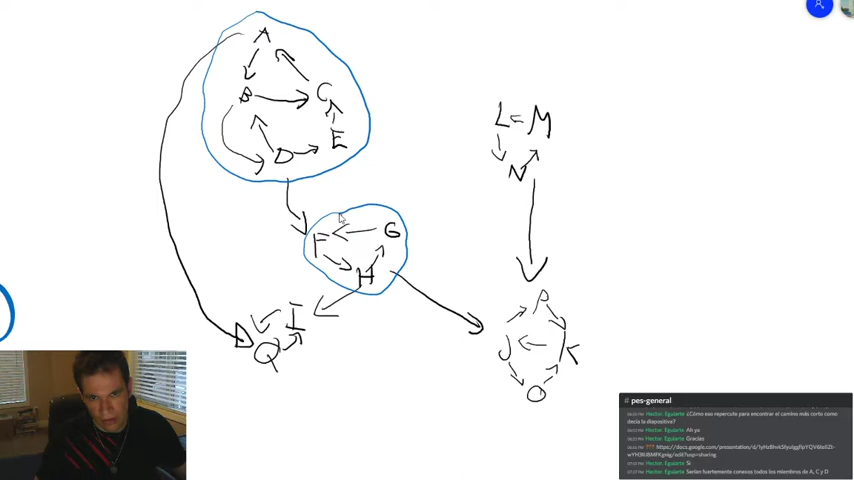 A
B
C
D
E
L
M
N
F
G
H
I
Q
P
J
K
O
# pes-general
Hector. Eguiarte ¿Cómo eso repercute para encontrar el camino más corto como
decía la diapositiva?
Hector. Eguiarte Ah ya
Hector. Eguiarte Gracias
Hector. Eguiarte Si
Hector. Eguiarte Serían fuertemente conexos todos los miembros de A, C y D